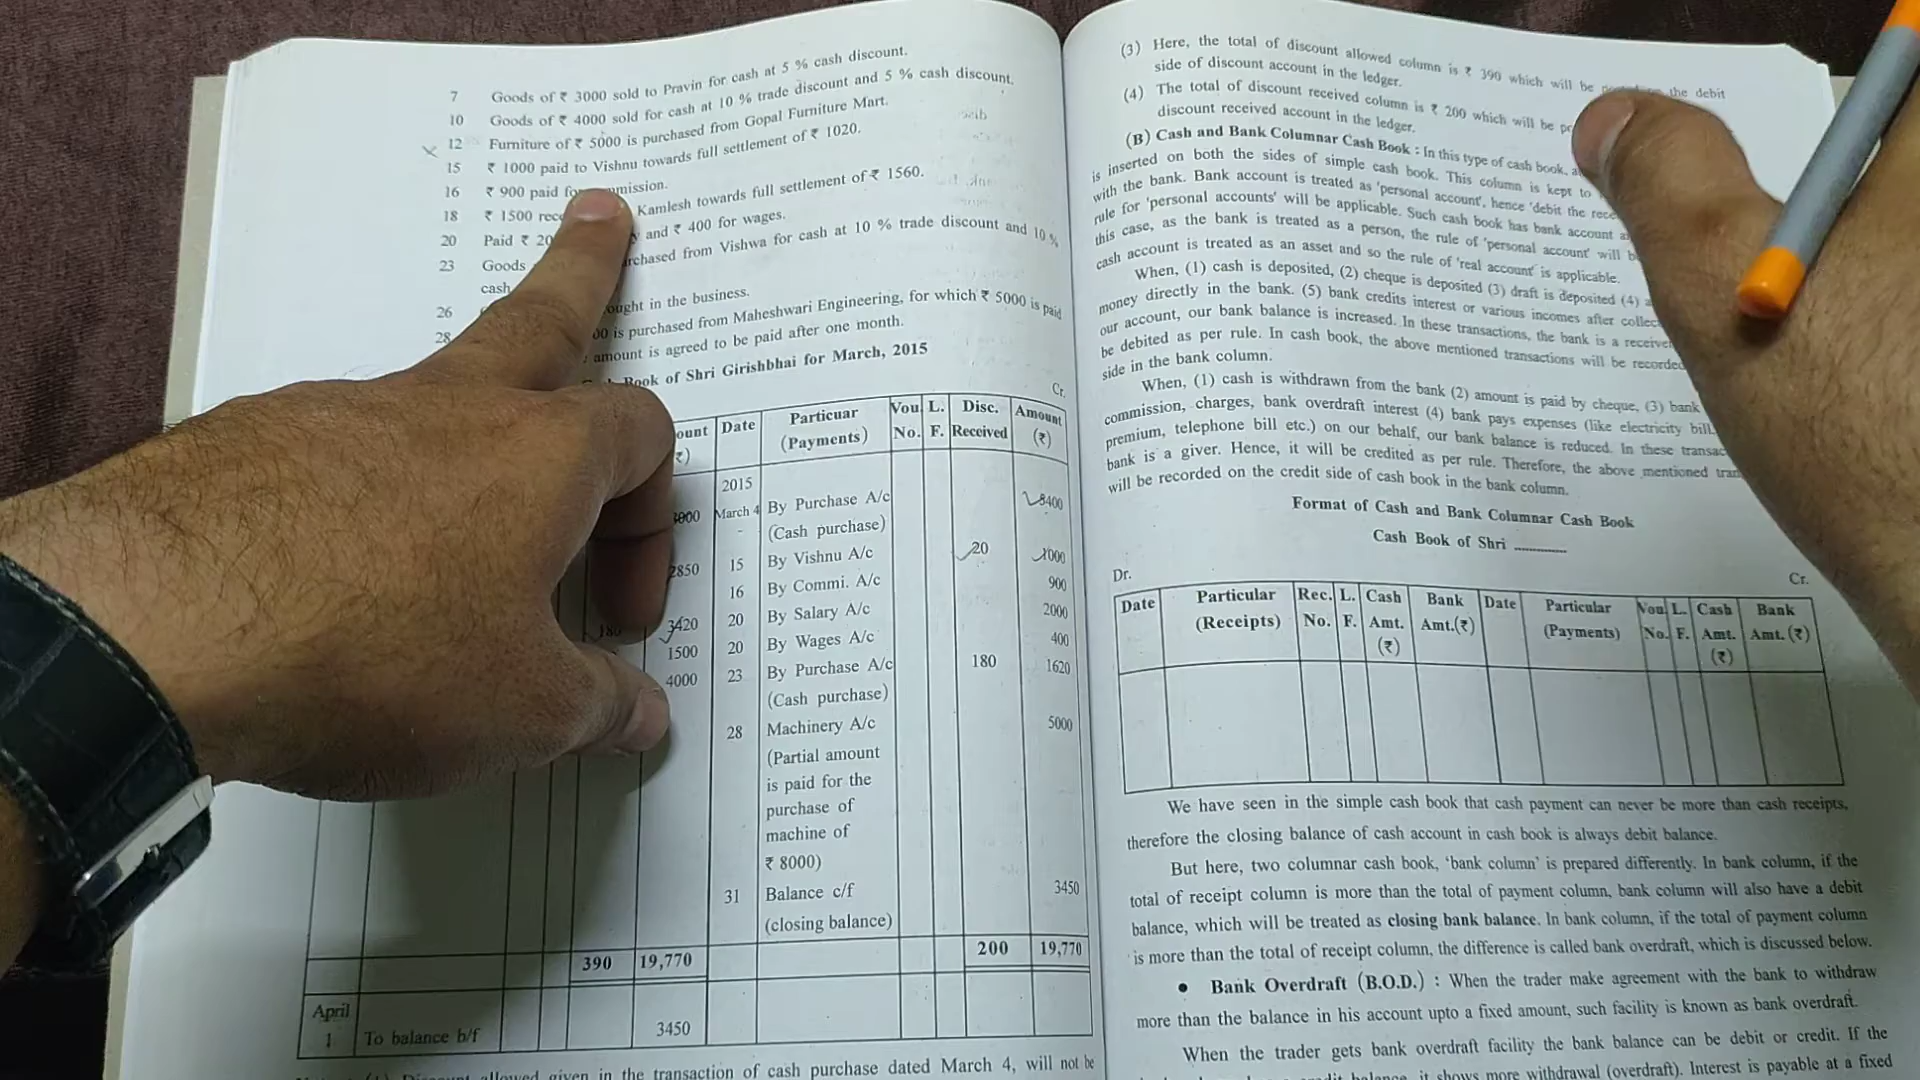 7 Goods of ₹ 3000 sold to Pravin for cash at 5 % cash discount.
10 Goods of ₹ 4000 sold for cash at 10 % trade discount and 5 % cash discount.
12 Furniture of ₹ 5000 is purchased from Gopal Furniture Mart.
15 ₹ 1000 paid to Vishnu towards full settlement of ₹ 1020.
16 ₹ 900 paid for
18 ₹ 1500 Kamlesh towards full settlement of ₹ 1560.
20 Paid ₹ and ₹ 400 for wages.
23 Goods from Vishwa for cash at 10 % trade discount and 10 %
cash
26 in the business.
28 is purchased from Maheshwari Engineering, for which ₹ 5000 is paid
amount is agreed to be paid after one month.
Book of Shri Girishbhai for March, 2015
Cr.
Date Particuar (Payments) Vou. No. L. F. Disc. Received Amount (₹)
2015
March 4 By Purchase A/c 8400
(Cash purchase)
2850 15 By Vishnu A/c 20 1000
16 By Commi. A/c 900
3420 20 By Salary A/c 2000
1500 20 By Wages A/c 400
4000 23 By Purchase A/c 180 1620
(Cash purchase)
28 Machinery A/c 5000
(Partial amount
is paid for the
purchase of
machine of
₹ 8000)
31 Balance c/f 3450
(closing balance)
390 19,770 200 19,770
April
1 To balance b/f 3450
allowed given in the transaction of cash purchase dated March 4, will not be
(3) Here, the total of discount allowed column is ₹ 390 which will be the debit
side of discount account in the ledger.
(4) The total of discount received column is ₹ 200 which will be
discount received account in the ledger.
(B) Cash and Bank Columnar Cash Book : In this type of cash book,
is inserted on both the sides of simple cash book. This column is kept to
with the bank. Bank account is treated as 'personal account', hence 'debit the
rule for 'personal accounts' will be applicable. Such cash book has bank account
this case, as the bank is treated as a person, the rule of 'personal account' will
cash account is treated as an asset and so the rule of 'real account' is applicable.
When, (1) cash is deposited, (2) cheque is deposited (3) draft is deposited (4)
money directly in the bank. (5) bank credits interest or various incomes after
our account, our bank balance is increased. In these transactions, the bank is a
be debited as per rule. In cash book, the above mentioned transactions will be recorded
side in the bank column.
When, (1) cash is withdrawn from the bank (2) amount is paid by cheque, (3) bank
commission, charges, bank overdraft interest (4) bank pays expenses (like electricity
premium, telephone bill etc.) on our behalf, our bank balance is reduced. In these
bank is a giver. Hence, it will be credited as per rule. Therefore, the above mentioned
will be recorded on the credit side of cash book in the bank column.
Format of Cash and Bank Columnar Cash Book
Cash Book of Shri ..............
Dr. Cr.
Date Particular (Receipts) Rec. No. L. F. Cash Amt. (₹) Bank Amt.(₹) Date Particular (Payments) Vou. No. L. F. Cash Amt. (₹) Bank Amt. (₹)
We have seen in the simple cash book that cash payment can never be more than cash receipts,
therefore the closing balance of cash account in cash book is always debit balance.
But here, two columnar cash book, 'bank column' is prepared differently. In bank column, if the
total of receipt column is more than the total of payment column, bank column will also have a debit
balance, which will be treated as closing bank balance. In bank column, if the total of payment column
is more than the total of receipt column, the difference is called bank overdraft, which is discussed below.
• Bank Overdraft (B.O.D.) : When the trader make agreement with the bank to withdraw
more than the balance in his account upto a fixed amount, such facility is known as bank overdraft.
When the trader gets bank overdraft facility the bank balance can be debit or credit. If the
it shows more withdrawal (overdraft). Interest is payable at a fixed